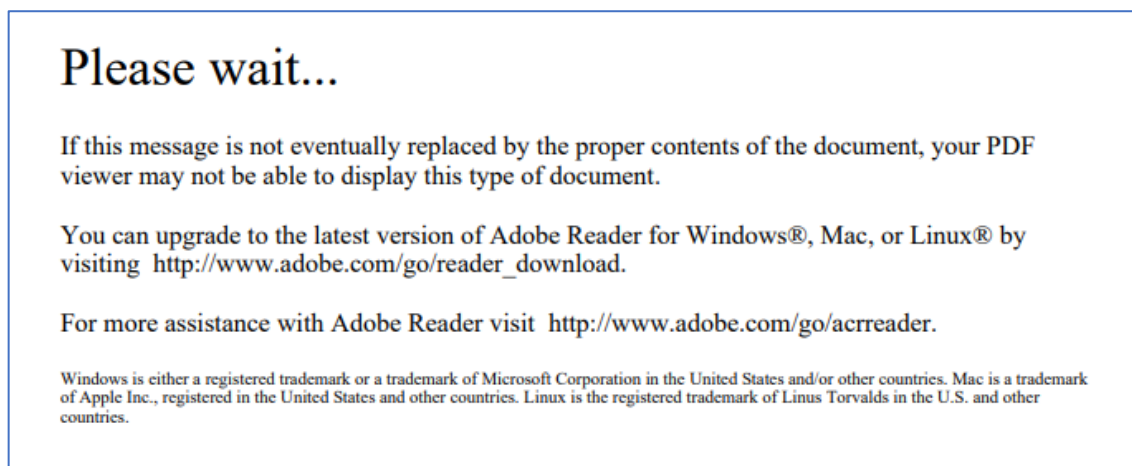 Please wait...
If this message is not eventually replaced by the proper contents of the document, your PDF
viewer may not be able to display this type of document.
You can upgrade to the latest version of Adobe Reader for Windows®, Mac, or Linux® by
visiting  http://www.adobe.com/go/reader_download.
For more assistance with Adobe Reader visit  http://www.adobe.com/go/acrreader.
Windows is either a registered trademark or a trademark of Microsoft Corporation in the United States and/or other countries. Mac is a trademark
of Apple Inc., registered in the United States and other countries. Linux is the registered trademark of Linus Torvalds in the U.S. and other
countries.